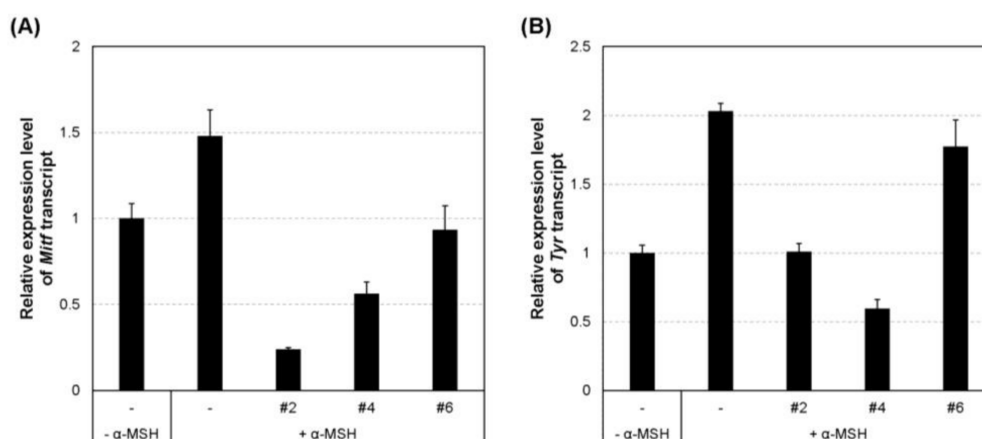 (A)
Relative expression level
of Mitf transcript
2
1.5
1
0.5
0
- - #2 #4 #6
- α-MSH + α-MSH
(B)
Relative expression level
of Tyr transcript
2.5
2
1.5
1
0.5
0
- - #2 #4 #6
- α-MSH + α-MSH